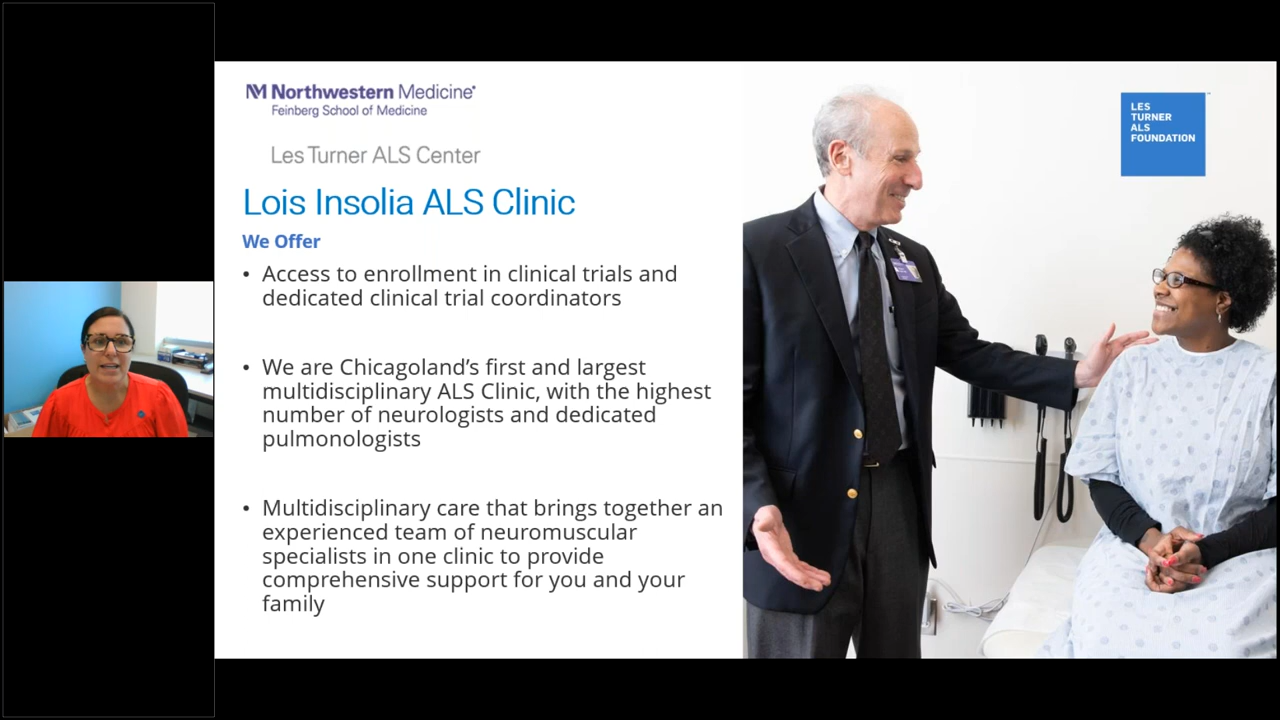 Northwestern Medicine®
Feinberg School of Medicine
Les Turner ALS Center
Lois Insolia ALS Clinic
We Offer
• Access to enrollment in clinical trials and
dedicated clinical trial coordinators
• We are Chicagoland’s first and largest
multidisciplinary ALS Clinic, with the highest
number of neurologists and dedicated
pulmonologists
• Multidisciplinary care that brings together an
experienced team of neuromuscular
specialists in one clinic to provide
comprehensive support for you and your
family
LES
TURNER
ALS
FOUNDATION